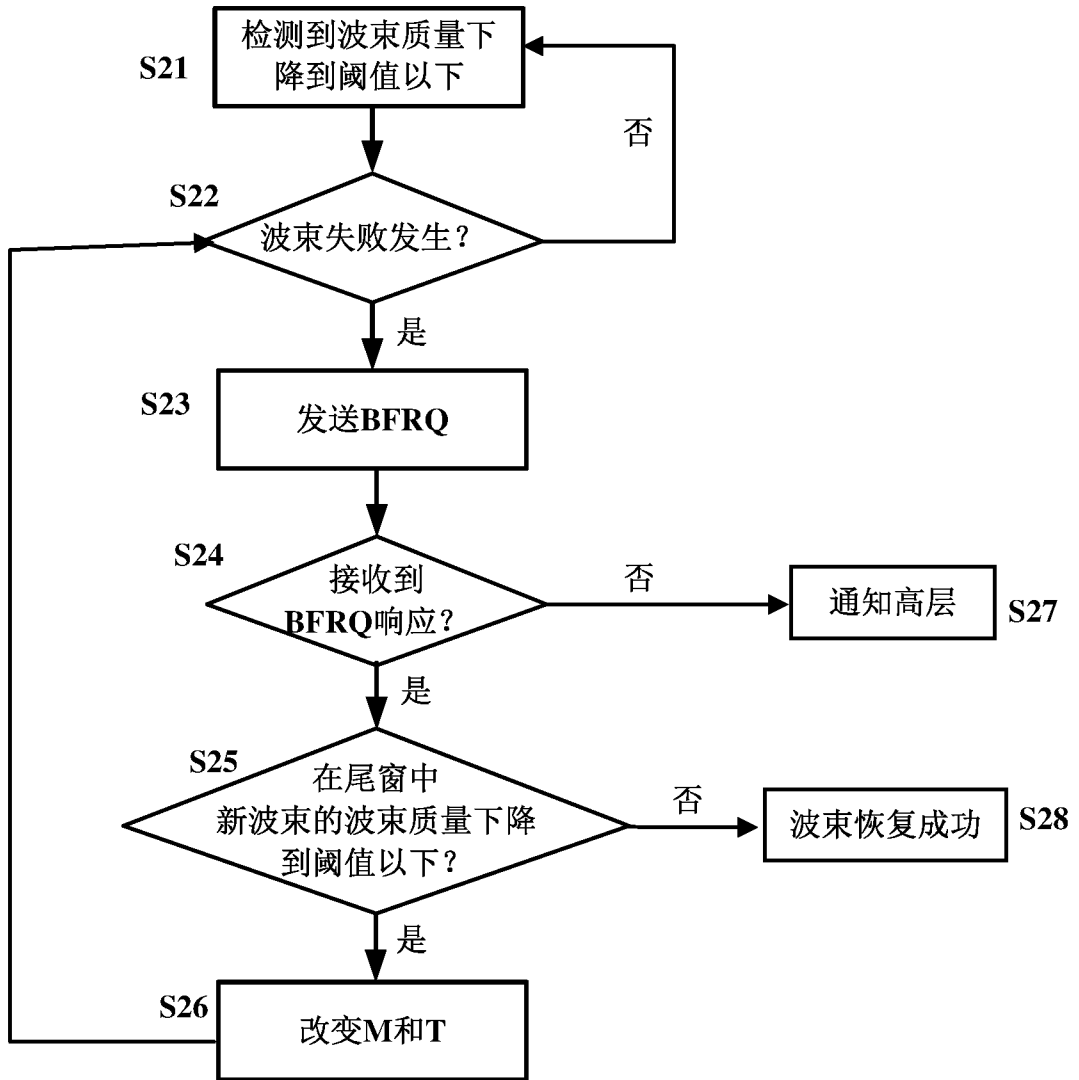 S21
检测到波束质量下
降到阈值以下
否
S22
波束失败发生？
是
S23
发送BFRQ
S24
接收到
BFRQ响应？
否
通知高层
S27
是
S25
在尾窗中
新波束的波束质量下降
到阈值以下？
否
波束恢复成功
S28
是
S26
改变M和T